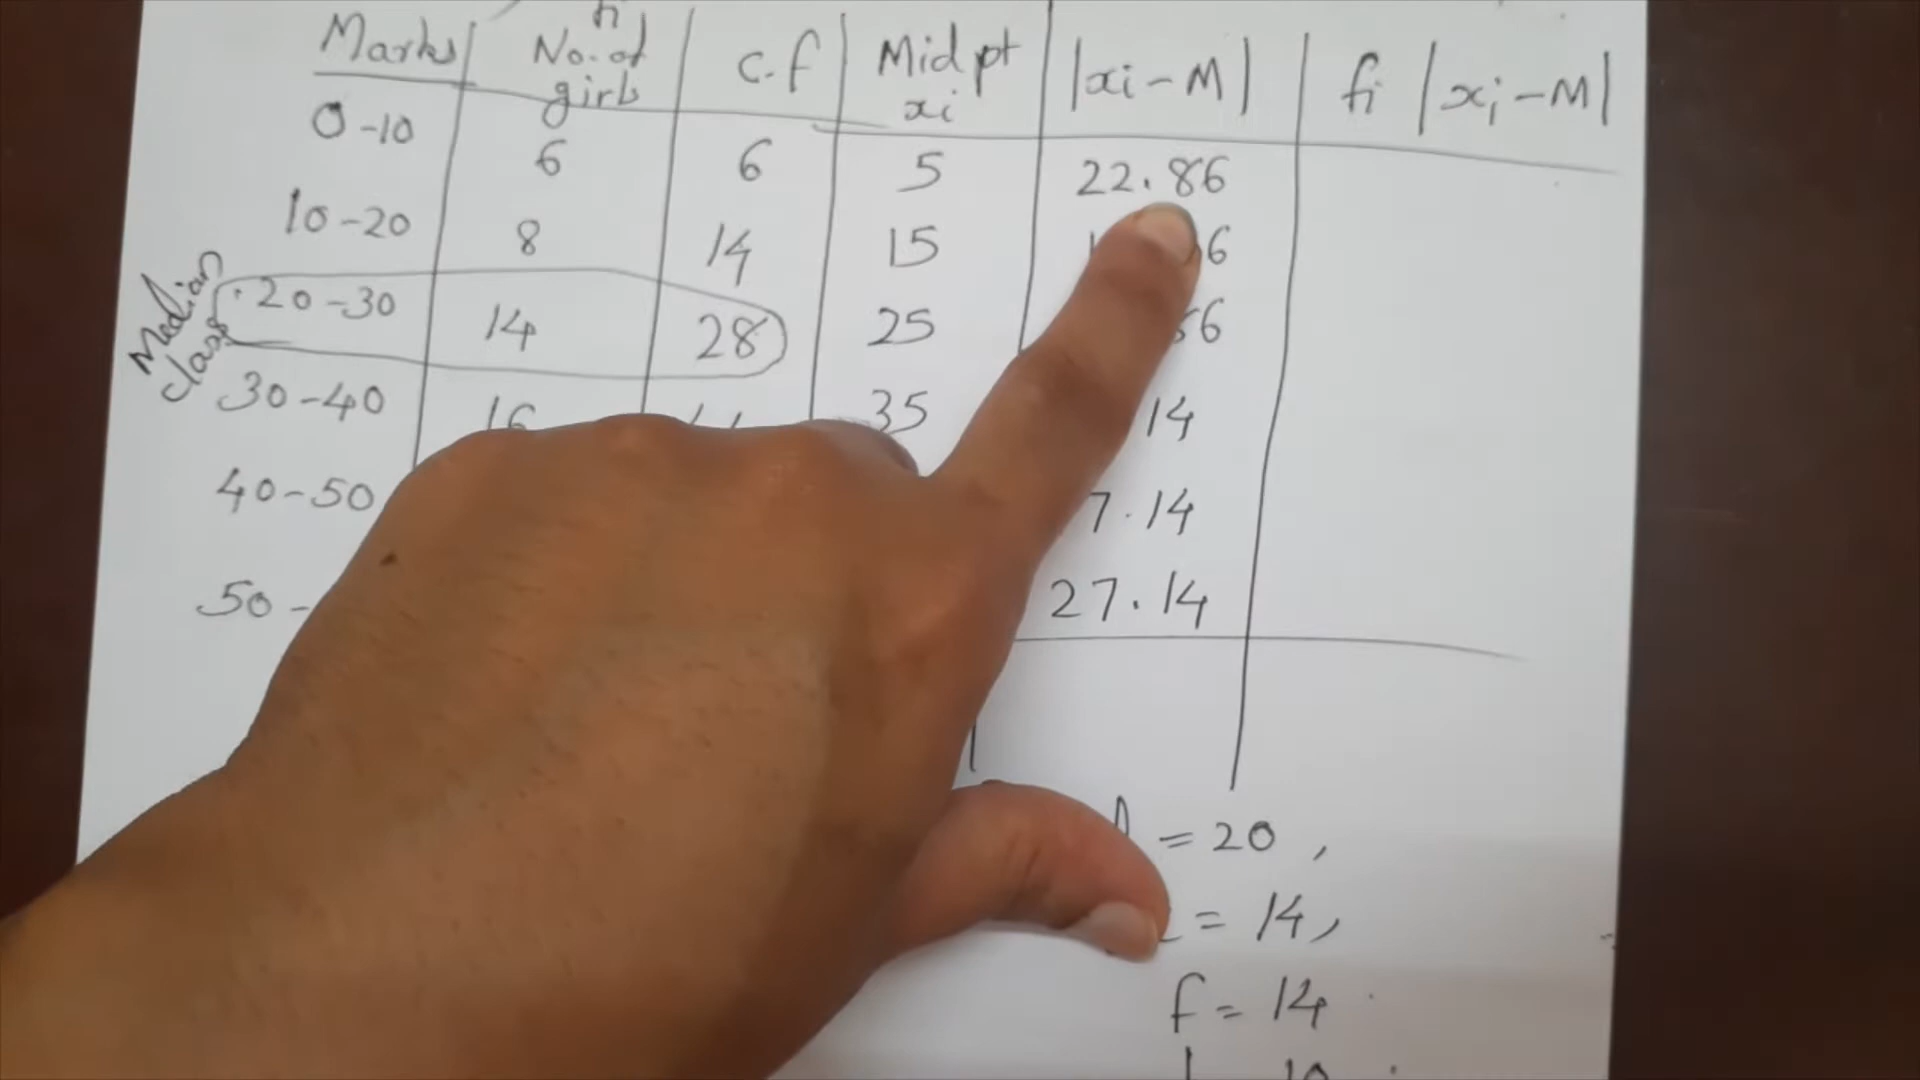 Marks No. of girls c.f Mid pt xi |xi-M| fi |xi-M|
0-10 6 6 5 22.86
10-20 8 14 15
Median class
20-30 14 28 25
30-40 16 35
40-50 7.14
50- 27.14
= 20 ,
= 14,
f = 14